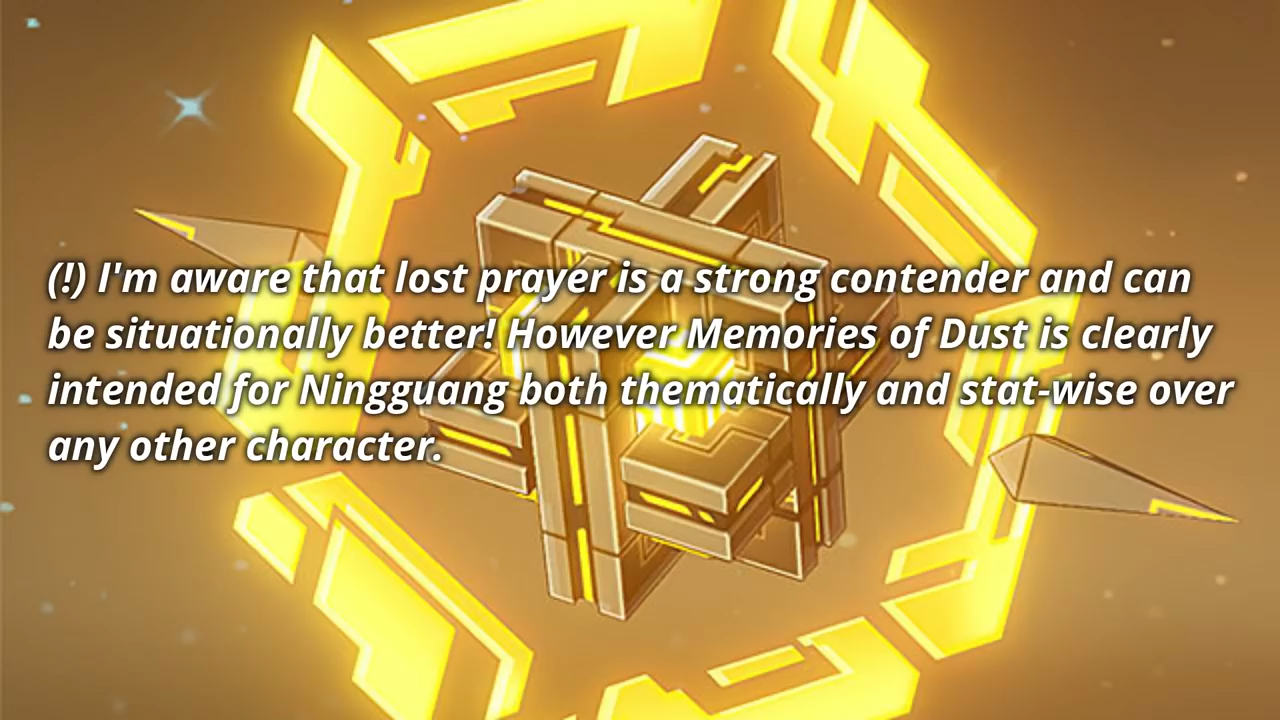 (!) I'm aware that lost prayer is a strong contender and can
be situationally better! However Memories of Dust is clearly
intended for Ningguang both thematically and stat-wise over
any other character.